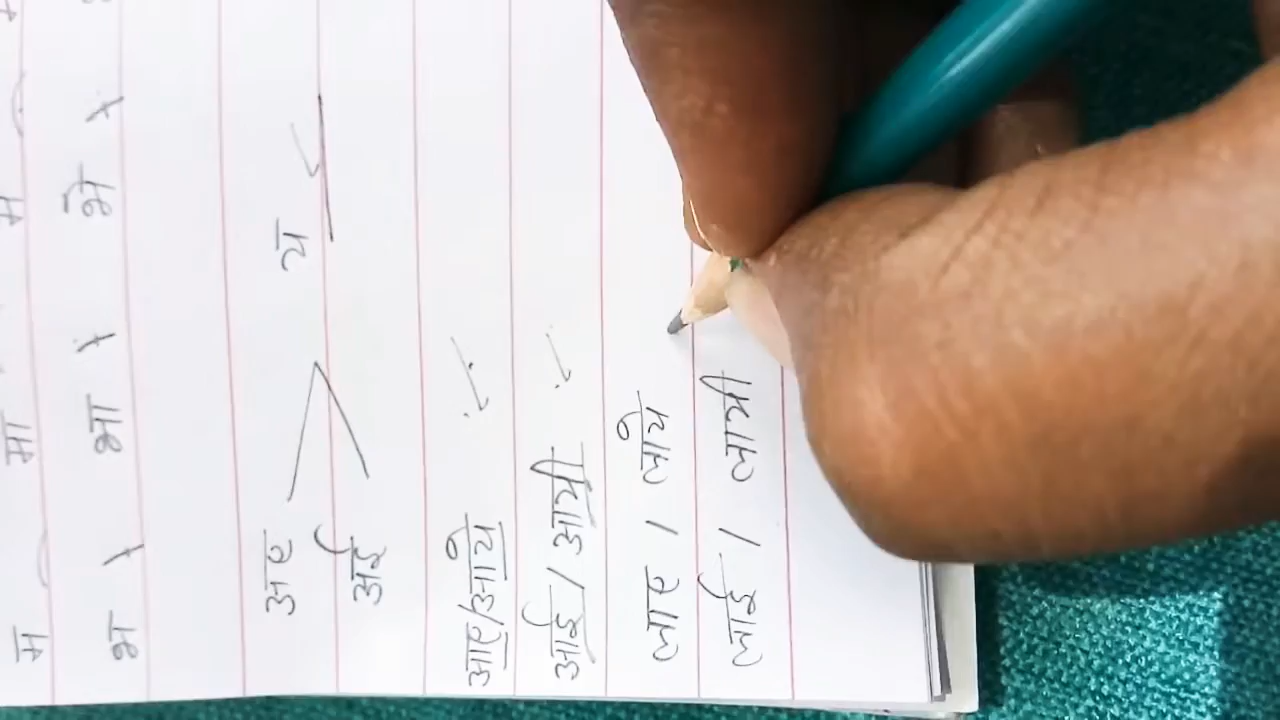 म मा म
भ \ भा \ भे \
अए य
अई
आए/आये
आई/आयी
लाए / लाये
लाई / लायी